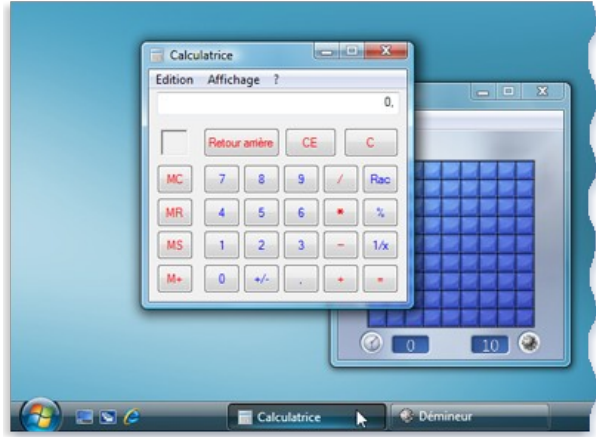 Calculatrice
Edition Affichage ?
0,
Retour arrière CE C
MC 7 8 9 / Rac
MR 4 5 6 * %
MS 1 2 3 - 1/x
M+ 0 +/- , + =
0 10
Calculatrice Démineur